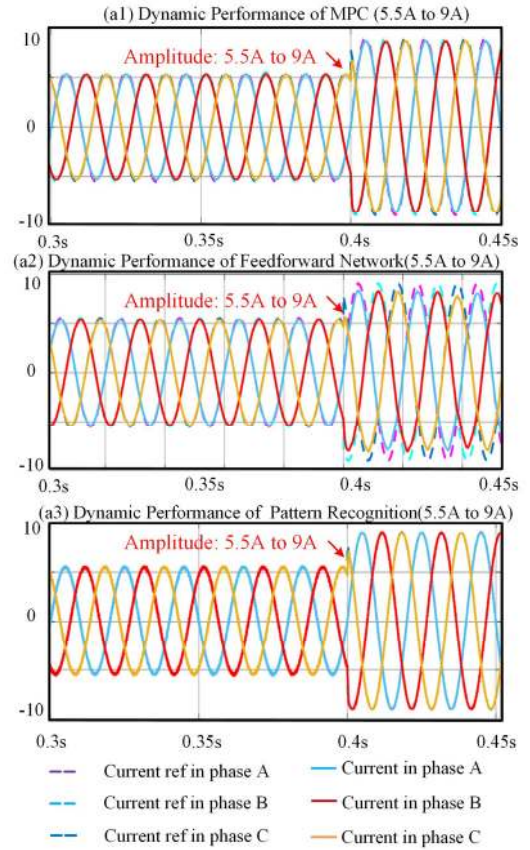 (a1) Dynamic Performance of MPC (5.5A to 9A)
10
Amplitude: 5.5A to 9A
0
-10
0.3s 0.35s 0.4s 0.45s
(a2) Dynamic Performance of Feedforward Network(5.5A to 9A)
10
Amplitude: 5.5A to 9A
0
-10
0.3s 0.35s 0.4s 0.45s
(a3) Dynamic Performance of Pattern Recognition(5.5A to 9A)
10
Amplitude: 5.5A to 9A
0
-10
0.3s 0.35s 0.4s 0.45s
Current ref in phase A Current in phase A
Current ref in phase B Current in phase B
Current ref in phase C Current in phase C